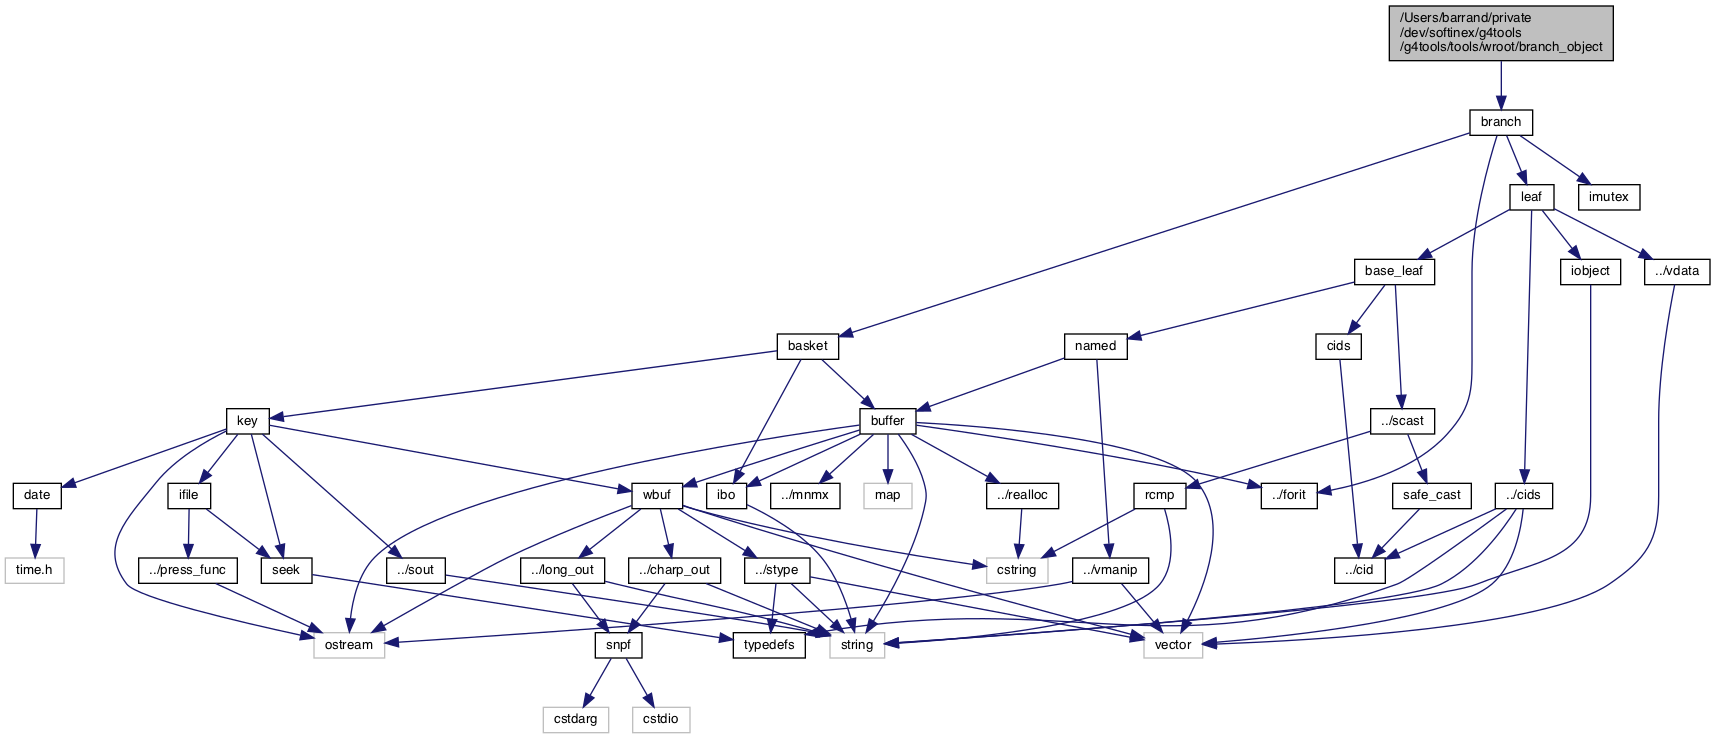 /Users/barrand/private
/dev/softinex/g4tools
/g4tools/tools/wroot/branch_object
branch
leaf
imutex
base_leaf
iobject
../vdata
basket
named
cids
key
buffer
../scast
date
ifile
wbuf
ibo
../mnmx
map
../realloc
rcmp
../forit
safe_cast
../cids
time.h
../press_func
seek
../sout
../long_out
../charp_out
../stype
cstring
../vmanip
../cid
ostream
snpf
typedefs
string
vector
cstdarg
cstdio